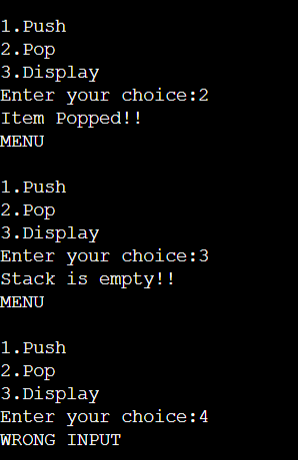 1.Push
2.Pop
3.Display
Enter your choice:2
Item Popped!!
MENU
1.Push
2.Pop
3.Display
Enter your choice:3
Stack is empty!!
MENU
1.Push
2.Pop
3.Display
Enter your choice:4
WRONG INPUT